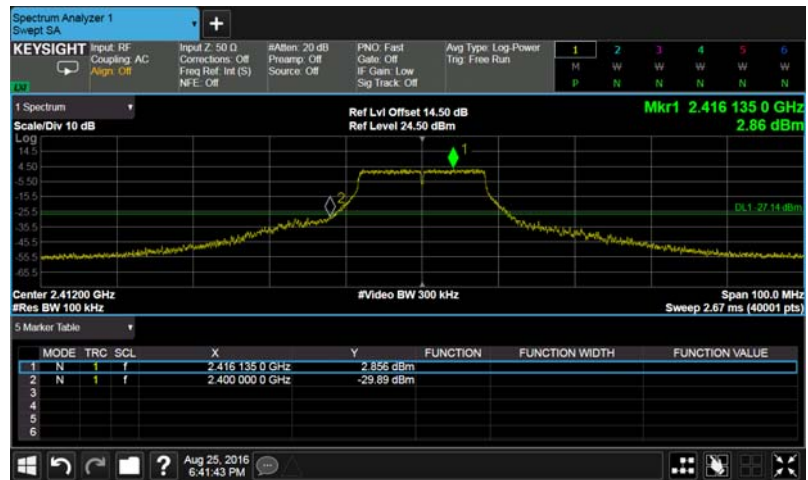 Spectrum Analyzer 1
Swept SA
+
KEYSIGHT
Input: RF
Coupling: AC
Align: Off
Input Z: 50 Ω
Corrections: Off
Freq Ref: Int (S)
NFE: Off
#Atten: 20 dB
Preamp: Off
Source: Off
PNO: Fast
Gate: Off
IF Gain: Low
Sig Track: Off
Avg Type: Log-Power
Trig: Free Run
1 2 3 4 5 6
M W W W W W
P N N N N N
LXI
1 Spectrum
Scale/Div 10 dB
Ref Lvl Offset 14.50 dB
Ref Level 24.50 dBm
Mkr1 2.416 135 0 GHz
2.86 dBm
Log
14.5
4.50
-5.50
-15.5
-25.5
-35.5
-45.5
-55.5
-65.5
1
2
DL1 -27.14 dBm
Center 2.41200 GHz
#Res BW 100 kHz
#Video BW 300 kHz
Span 100.0 MHz
Sweep 2.67 ms (40001 pts)
5 Marker Table
MODE TRC SCL X Y FUNCTION FUNCTION WIDTH FUNCTION VALUE
1 N 1 f 2.416 135 0 GHz 2.856 dBm
2 N 1 f 2.400 000 0 GHz -29.89 dBm
3
4
5
6
?
Aug 25, 2016
6:41:43 PM